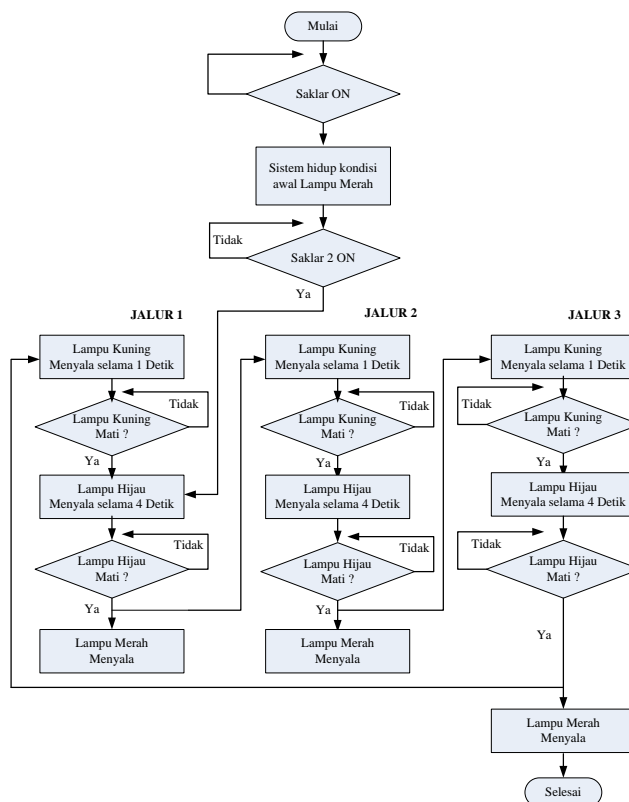 Mulai
Saklar ON
Sistem hidup kondisi
awal Lampu Merah
Tidak
Saklar 2 ON
Ya
JALUR 1
Lampu Kuning
Menyala selama 1 Detik
Tidak
Lampu Kuning
Mati ?
Ya
Lampu Hijau
Menyala selama 4 Detik
Tidak
Lampu Hijau
Mati ?
Ya
Lampu Merah
Menyala
JALUR 2
Lampu Kuning
Menyala selama 1 Detik
Tidak
Lampu Kuning
Mati ?
Ya
Lampu Hijau
Menyala selama 4 Detik
Tidak
Lampu Hijau
Mati ?
Ya
Lampu Merah
Menyala
JALUR 3
Lampu Kuning
Menyala selama 1 Detik
Tidak
Lampu Kuning
Mati ?
Ya
Lampu Hijau
Menyala selama 4 Detik
Tidak
Lampu Hijau
Mati ?
Ya
Lampu Merah
Menyala
Selesai